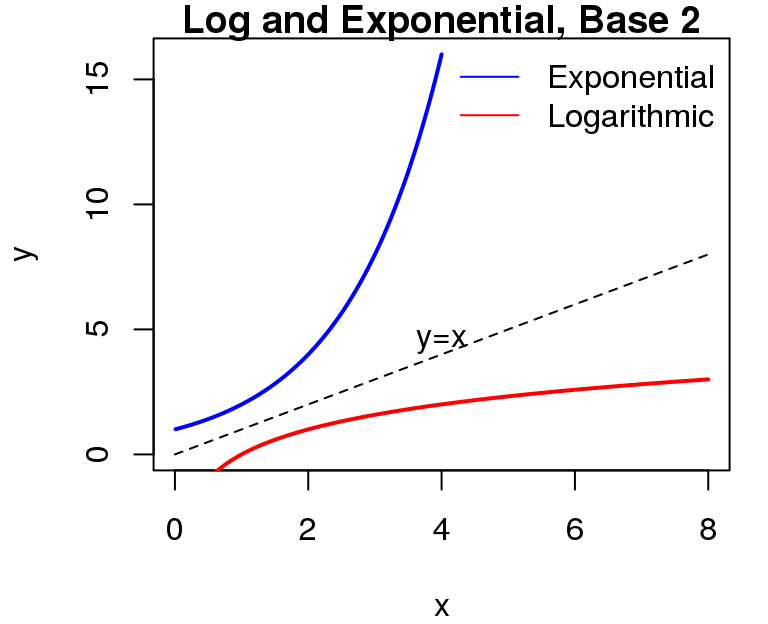 Log and Exponential, Base 2
Exponential
Logarithmic
15
10
5
0
y
y=x
0 2 4 6 8
x